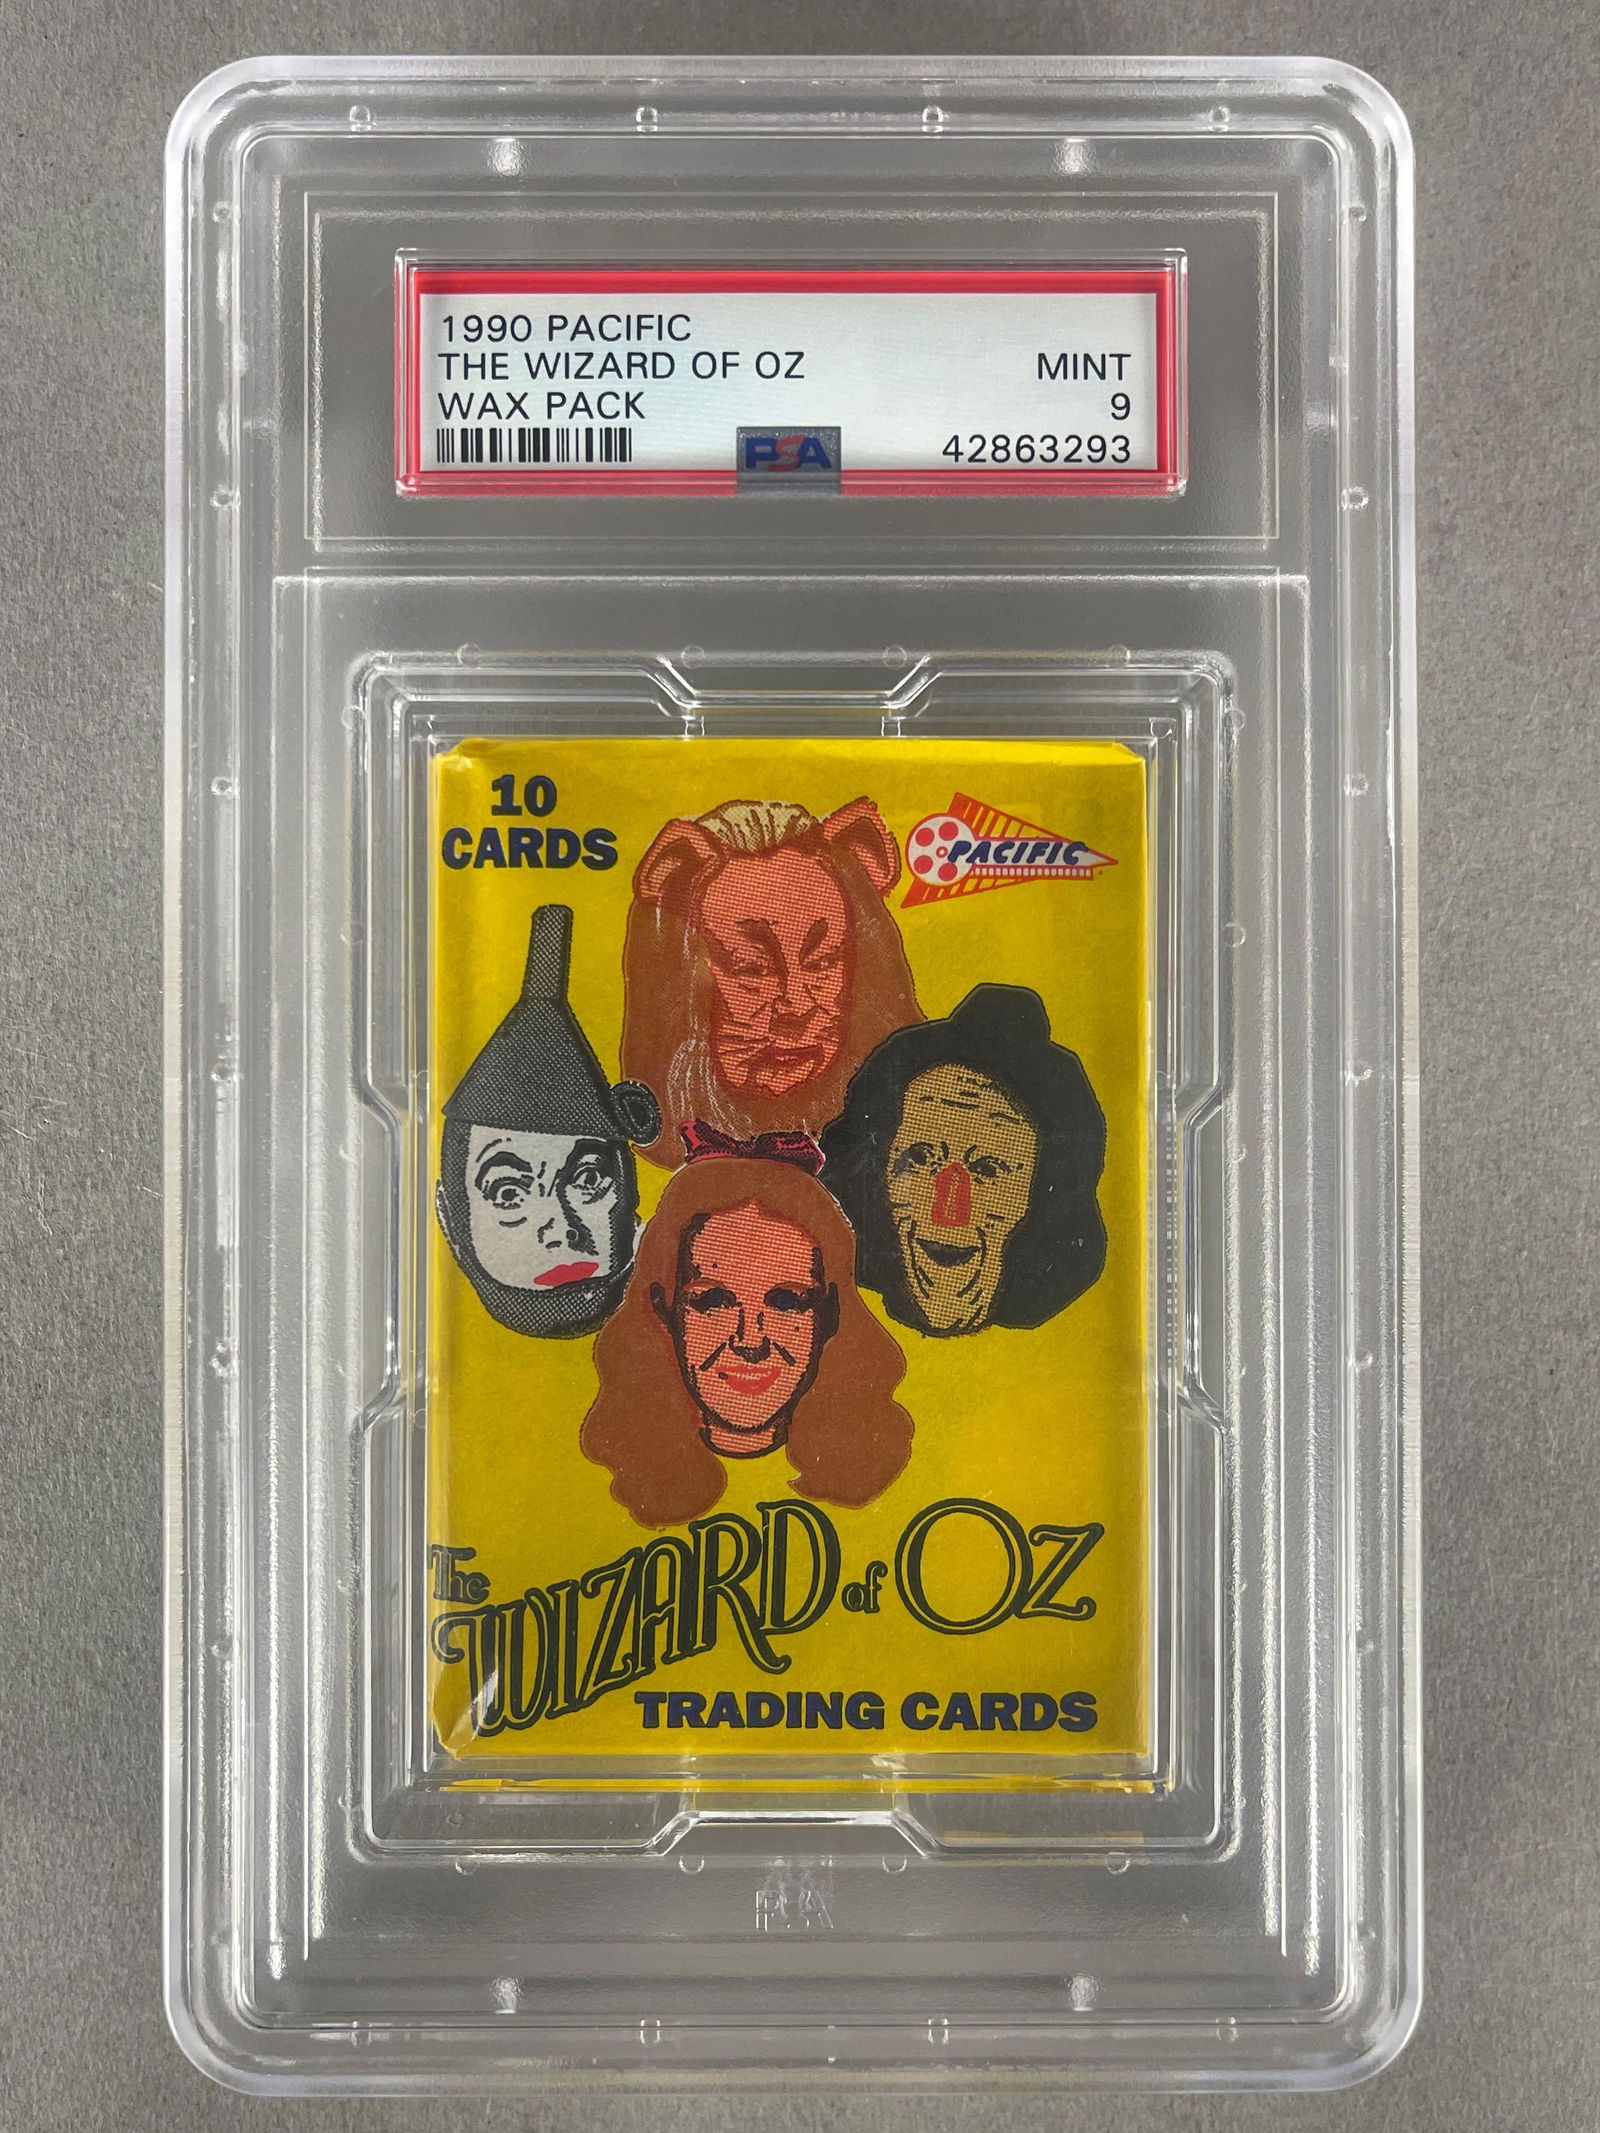 1990 PACIFIC
THE WIZARD OF OZ
MINT
WAX PACK
9
PSA
42863293
10
CARDS
PACIFIC
The
WIZARD of OZ
TRADING CARDS
PSA